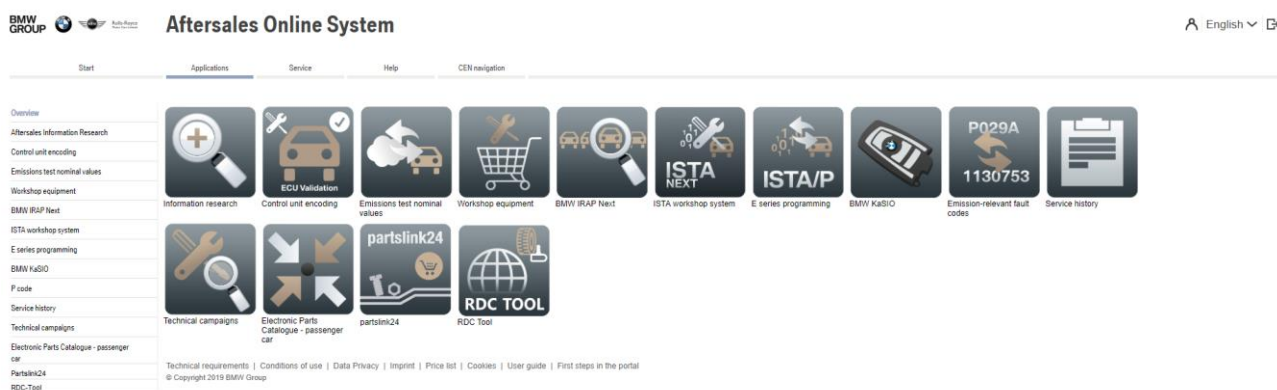 BMW
GROUP
Aftersales Online System
English
Start
Applications
Service
Help
CEN navigation
Overview
Aftersales Information Research
Control unit encoding
Emissions test nominal values
Workshop equipment
BMW IRAP Next
ISTA workshop system
E series programming
BMW KaSIO
P code
Service history
Technical campaigns
Electronic Parts Catalogue - passenger
car
Partslink24
RDC-Tool
Information research
ECU Validation
Control unit encoding
Emissions test nominal
values
Workshop equipment
BMW IRAP Next
ISTA
NEXT
ISTA workshop system
ISTA/P
E series programming
BMW KaSIO
P029A
1130753
Emission-relevant fault
codes
Service history
Technical campaigns
Electronic Parts
Catalogue - passenger
car
partslink24
partslink24
RDC TOOL
RDC Tool
Technical requirements | Conditions of use | Data Privacy | Imprint | Price list | Cookies | User guide | First steps in the portal
© Copyright 2019 BMW Group